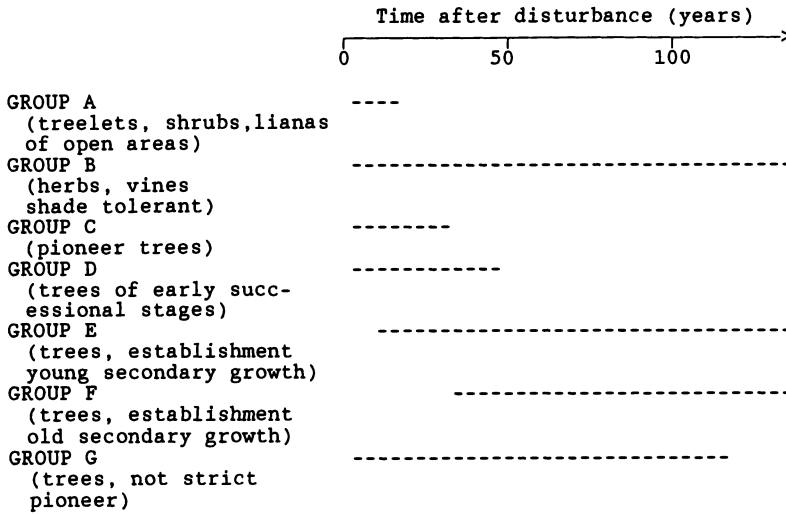 Time after disturbance (years)
0 50 100
GROUP A
(treelets, shrubs,lianas
of open areas)
GROUP B
(herbs, vines
shade tolerant)
GROUP C
(pioneer trees)
GROUP D
(trees of early succ-
essional stages)
GROUP E
(trees, establishment
young secondary growth)
GROUP F
(trees, establishment
old secondary growth)
GROUP G
(trees, not strict
pioneer)